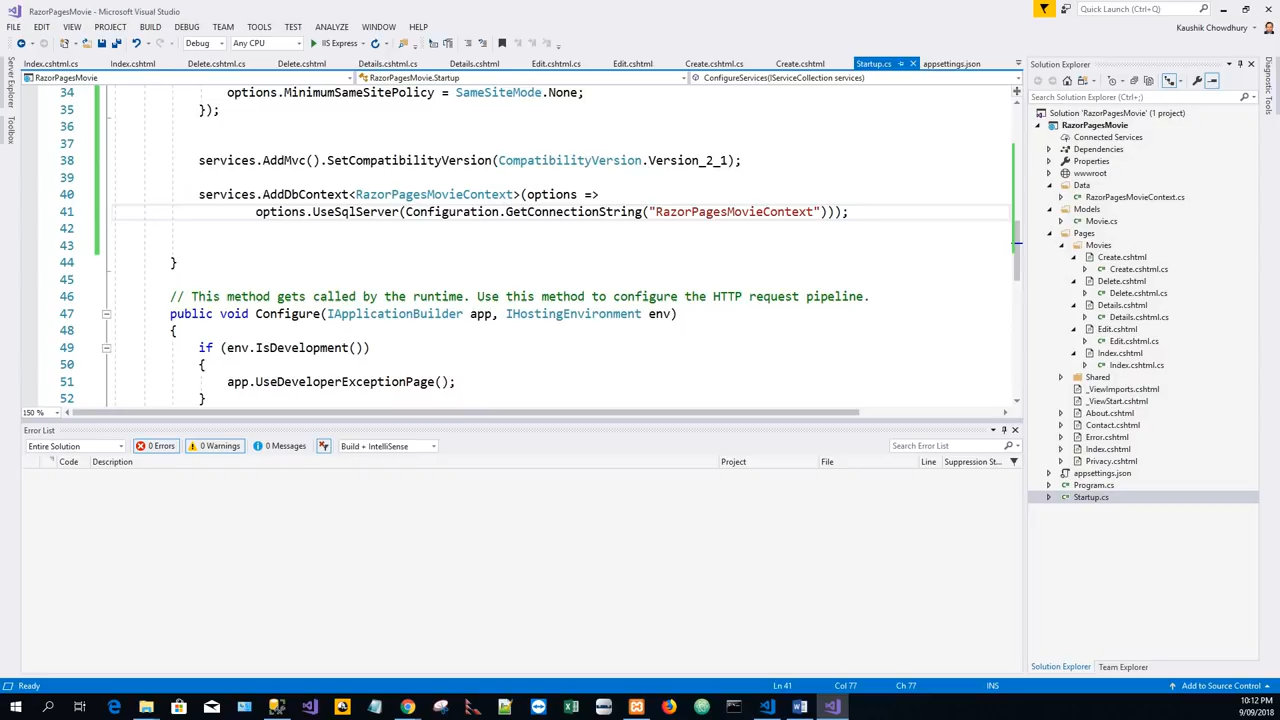 RazorPagesMovie - Microsoft Visual Studio
Quick Launch (Ctrl+Q)
FILE EDIT VIEW PROJECT BUILD DEBUG TEAM TOOLS TEST ANALYZE WINDOW HELP
Kaushik Chowdhury
Debug Any CPU IIS Express
Index.cshtml.cs Index.cshtml Delete.cshtml.cs Delete.cshtml Details.cshtml.cs Details.cshtml Edit.cshtml.cs Edit.cshtml Create.cshtml.cs Create.cshtml Startup.cs appsettings.json
RazorPagesMovie RazorPagesMovie.Startup ConfigureServices(IServiceCollection services)
34 options.MinimumSameSitePolicy = SameSiteMode.None;
35 });
36
37
38 services.AddMvc().SetCompatibilityVersion(CompatibilityVersion.Version_2_1);
39
40 services.AddDbContext<RazorPagesMovieContext>(options =>
41 options.UseSqlServer(Configuration.GetConnectionString("RazorPagesMovieContext")));
42
43
44 }
45
46 // This method gets called by the runtime. Use this method to configure the HTTP request pipeline.
47 public void Configure(IApplicationBuilder app, IHostingEnvironment env)
48 {
49 if (env.IsDevelopment())
50 {
51 app.UseDeveloperExceptionPage();
52 }
150 %
Error List
Entire Solution 0 Errors 0 Warnings 0 Messages Build + IntelliSense Search Error List
Code Description Project File Line Suppression St...
Server Explorer
Toolbox
Solution Explorer
Search Solution Explorer (Ctrl+;)
Solution 'RazorPagesMovie' (1 project)
RazorPagesMovie
Connected Services
Dependencies
Properties
wwwroot
Data
RazorPagesMovieContext.cs
Models
Movie.cs
Pages
Movies
Create.cshtml
Create.cshtml.cs
Delete.cshtml
Delete.cshtml.cs
Details.cshtml
Details.cshtml.cs
Edit.cshtml
Edit.cshtml.cs
Index.cshtml
Index.cshtml.cs
Shared
_ViewImports.cshtml
_ViewStart.cshtml
About.cshtml
Contact.cshtml
Error.cshtml
Index.cshtml
Privacy.cshtml
appsettings.json
Program.cs
Startup.cs
Solution Explorer Team Explorer
Diagnostic Tools
Ready Ln 41 Col 77 Ch 77 INS Add to Source Control
10:12 PM
9/09/2018